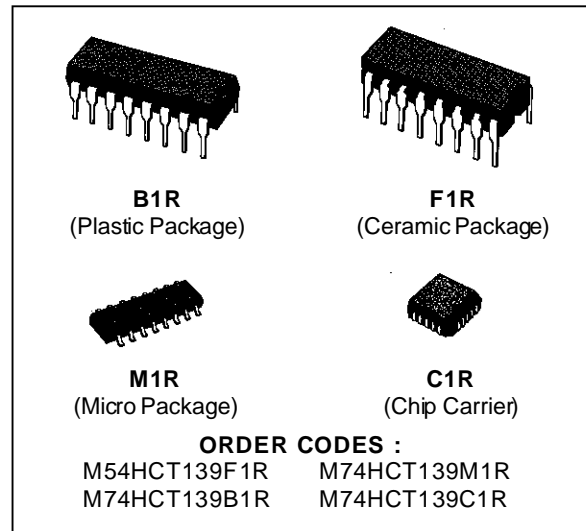 B1R
(Plastic Package)
F1R
(Ceramic Package)
M1R
(Micro Package)
C1R
(Chip Carrier)
ORDER CODES :
M54HCT139F1R M74HCT139M1R
M74HCT139B1R M74HCT139C1R